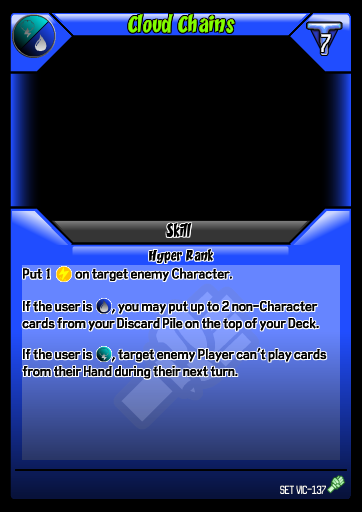 Cloud Chains
7
Skill
Hyper Rank
Put 1 on target enemy Character.
If the user is , you may put up to 2 non-Character
cards from your Discard Pile on the top of your Deck.
If the user is , target enemy Player can't play cards
from their Hand during their next turn.
SET VIC-137